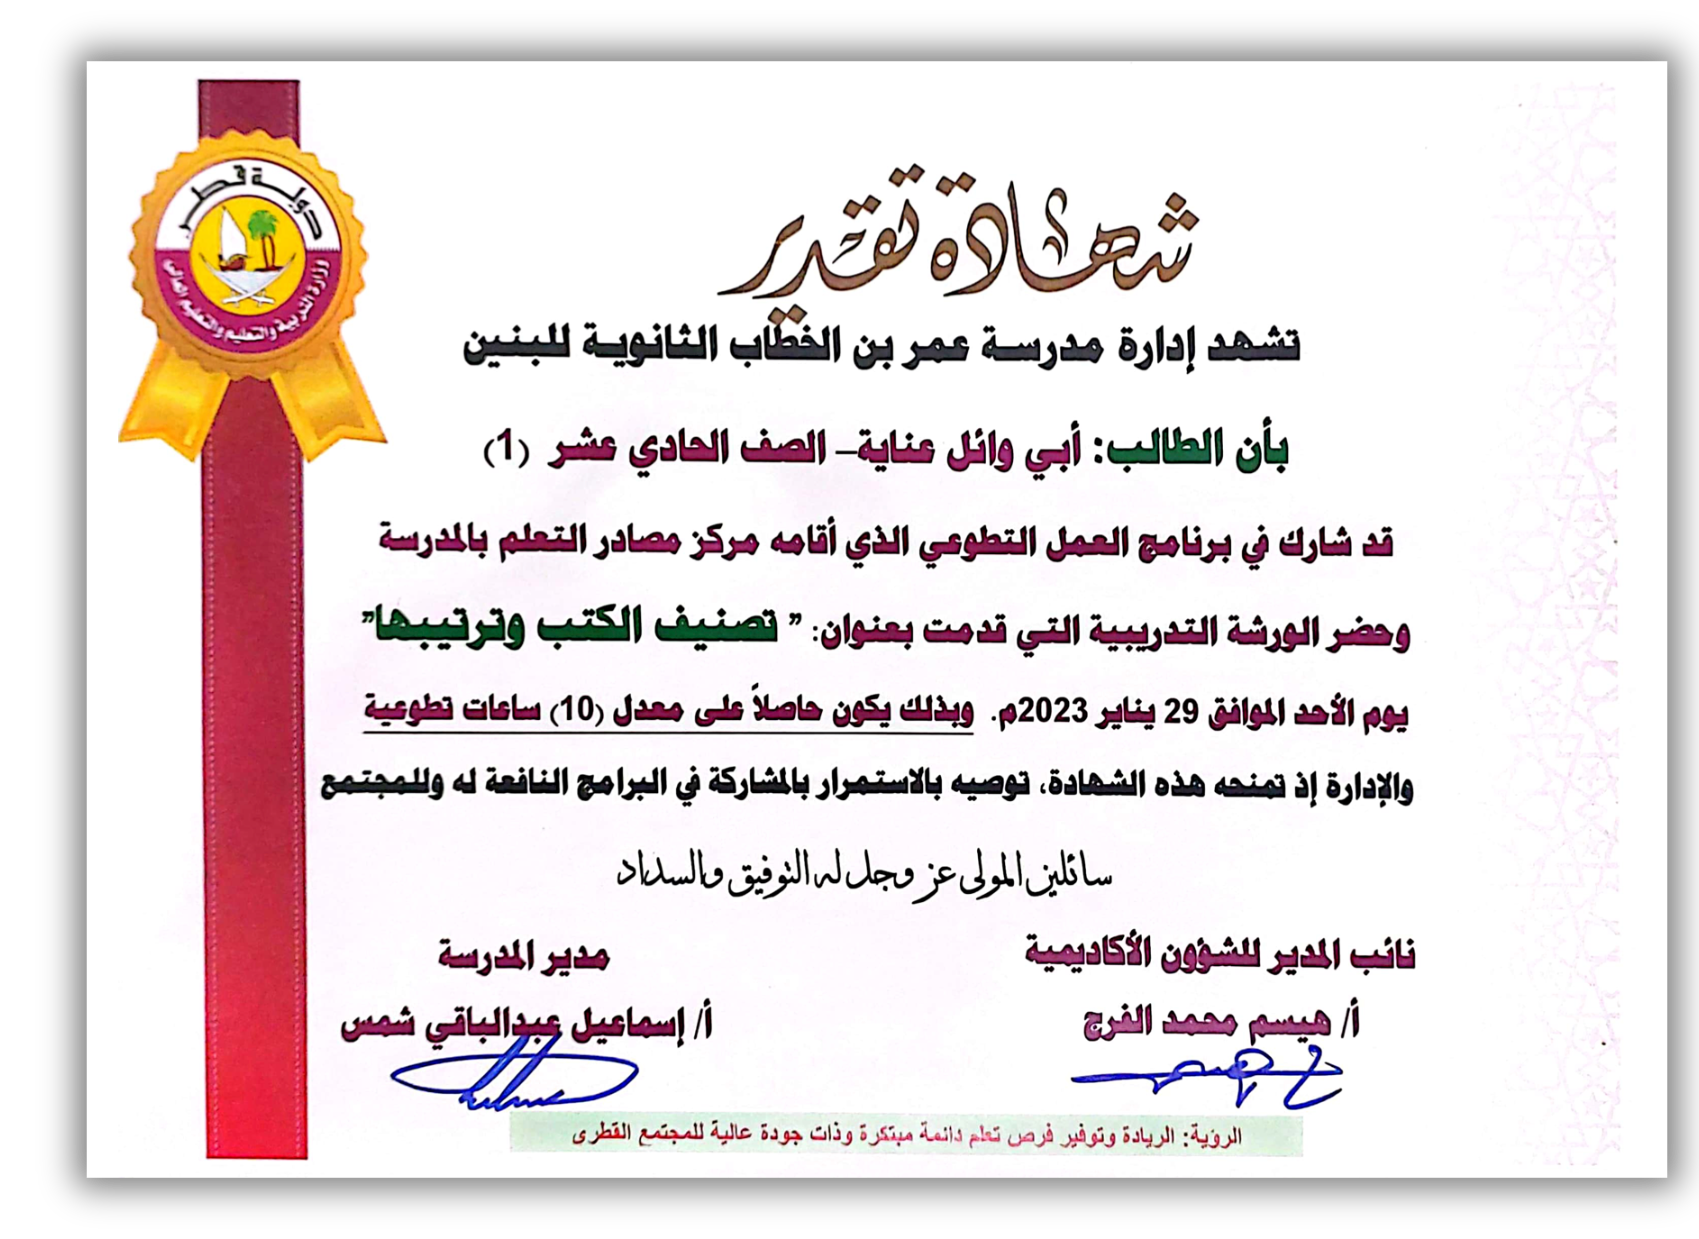 دولة قطر
وزارة التربية والتعليم والتعليم العالي
شهادة تقدير
تشهد إدارة مدرسة عمر بن الخطاب الثانوية للبنين
بأن الطالب: أبي وائل عناية– الصف الحادي عشر (1)
قد شارك في برنامج العمل التطوعي الذي أقامه مركز مصادر التعلم بالمدرسة
وحضر الورشة التدريبية التي قدمت بعنوان: " تصنيف الكتب وترتيبها"
يوم الأحد الموافق 29 يناير 2023م. وبذلك يكون حاصلاً على معدل (10) ساعات تطوعية
والإدارة إذ تمنحه هذه الشهادة، توصيه بالاستمرار بالمشاركة في البرامج النافعة له وللمجتمع
سائلين المولى عز وجل له التوفيق والسداد
نائب المدير للشؤون الأكاديمية
أ/ هيسم محمد الفرج
مدير المدرسة
أ/ إسماعيل عبدالباقي شمس
الرؤية: الريادة وتوفير فرص تعلم دائمة مبتكرة وذات جودة عالية للمجتمع القطرى